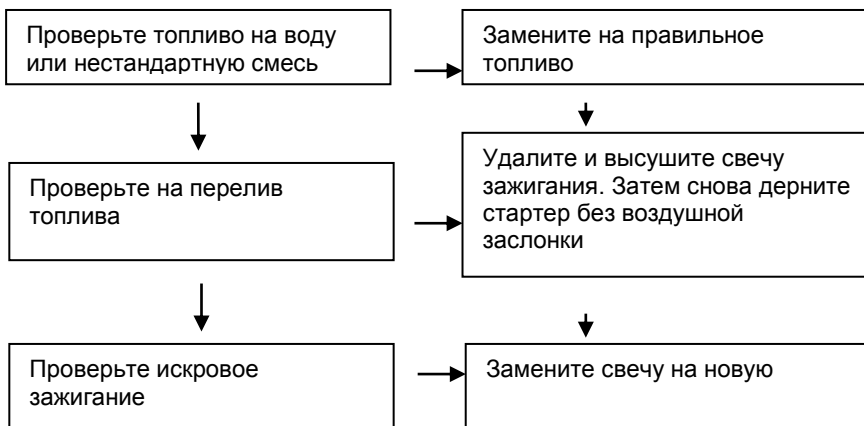 Проверьте топливо на воду
или нестандартную смесь
Замените на правильное
топливо
Проверьте на перелив
топлива
Удалите и высушите свечу
зажигания. Затем снова дерните
стартер без воздушной
заслонки
Проверьте искровое
зажигание
Замените свечу на новую